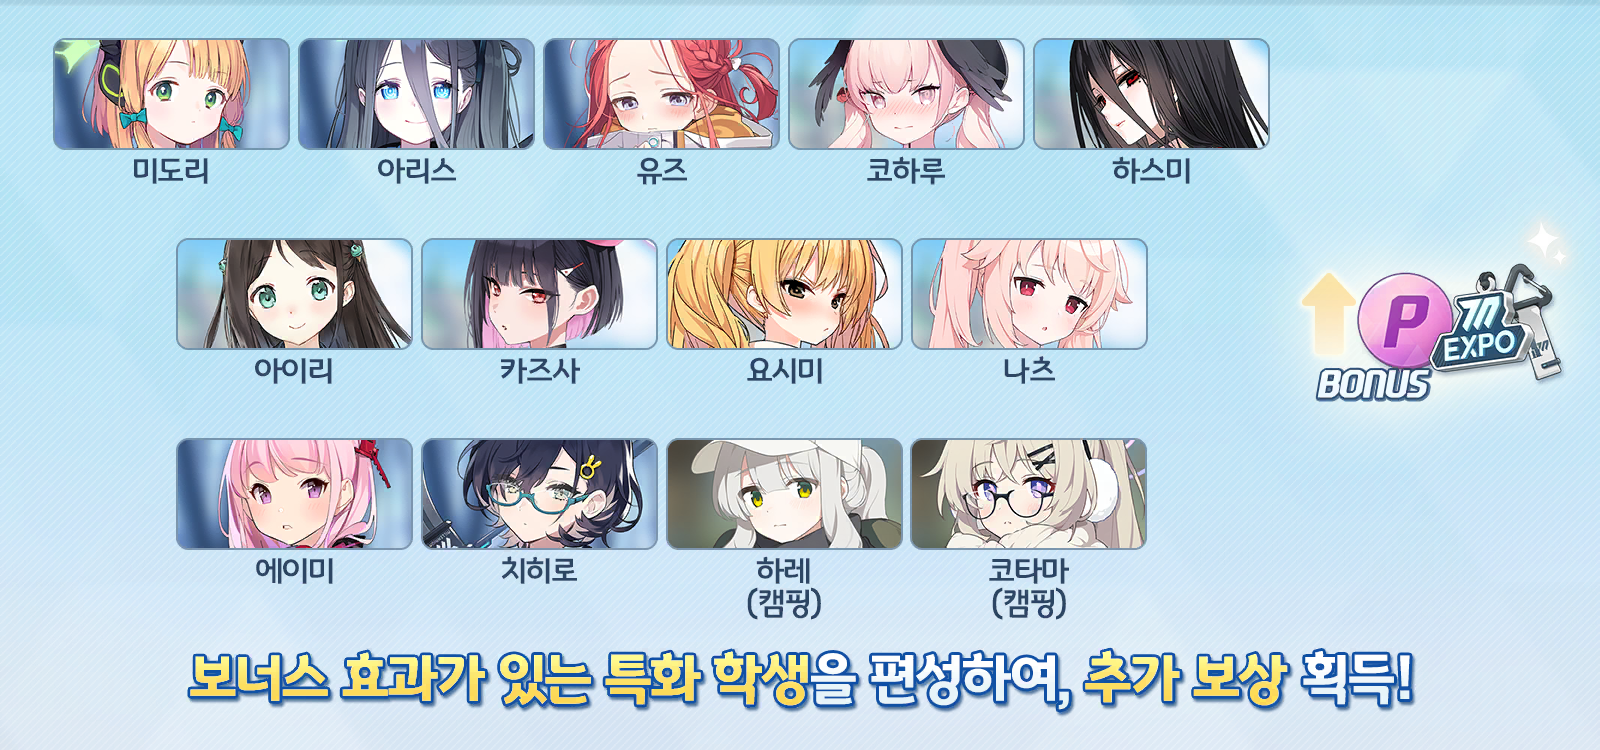 미도리
아리스
유즈
코하루
하스미
아이리
카즈사
요시미
나츠
P
EXPO
BONUS
에이미
치히로
하레
(캠핑)
코타마
(캠핑)
보너스 효과가 있는 특화 학생을 편성하여, 추가 보상 획득!